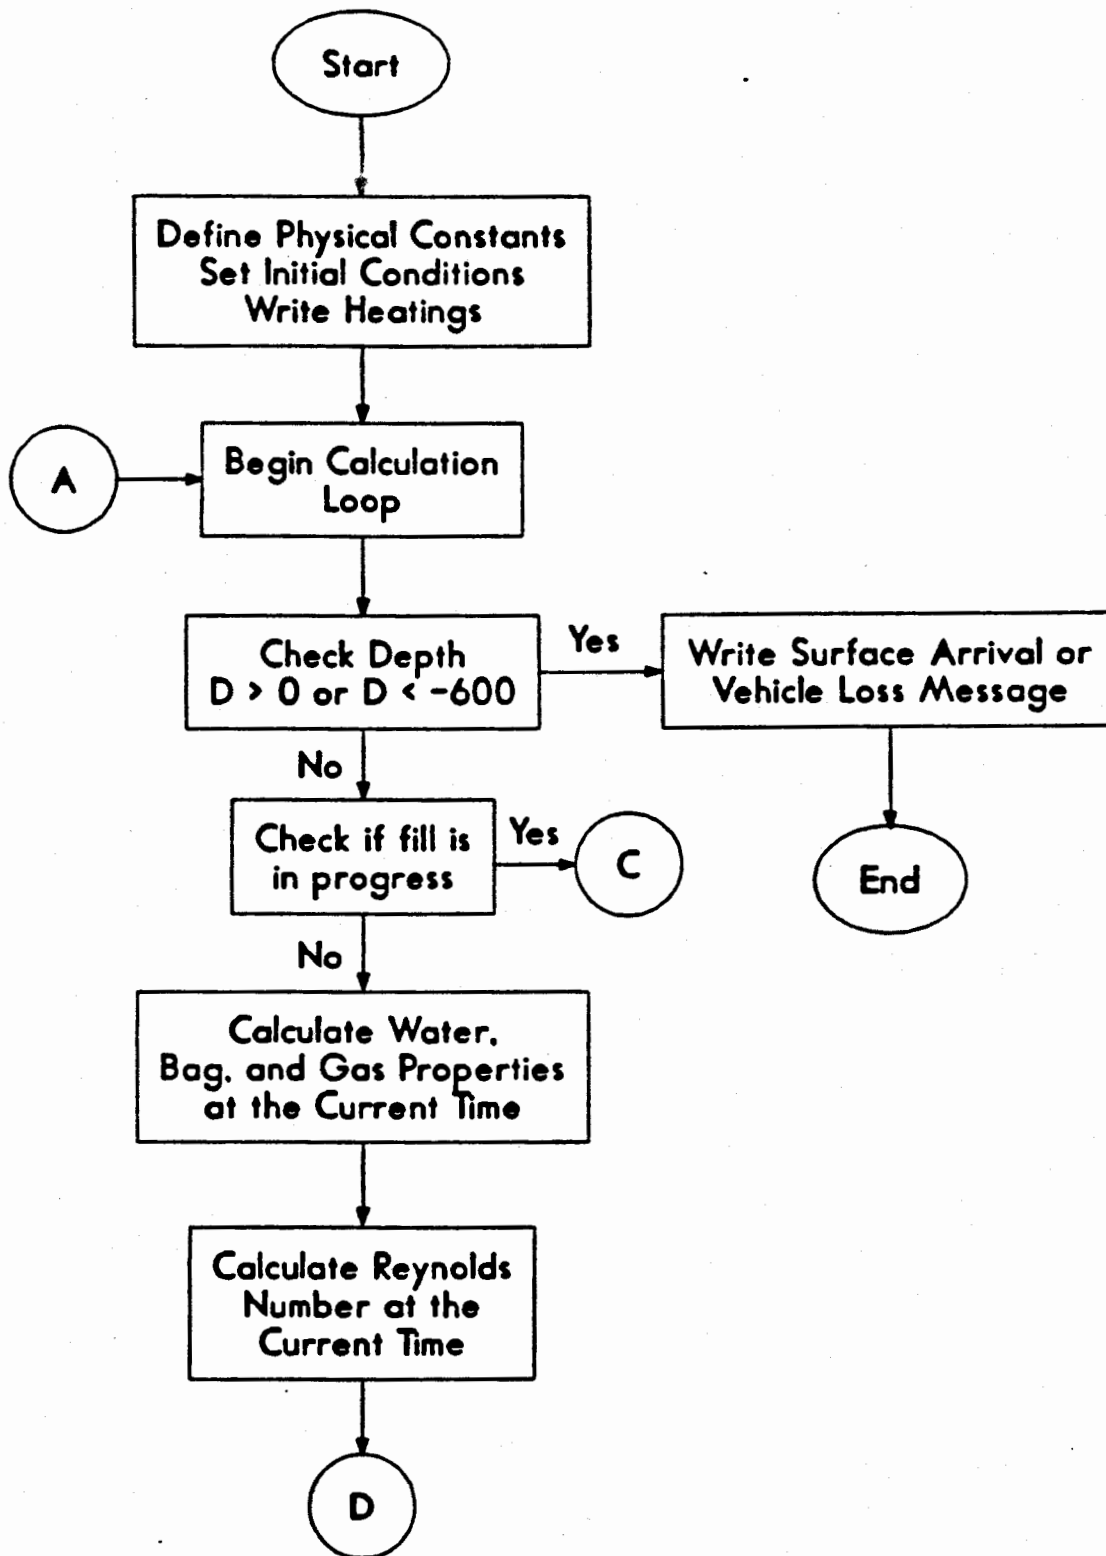 Start
Define Physical Constants
Set Initial Conditions
Write Heatings
A
Begin Calculation
Loop
Check Depth
D > 0 or D < -600
Yes
Write Surface Arrival or
Vehicle Loss Message
No
Check if fill is
in progress
Yes
C
End
No
Calculate Water,
Bag, and Gas Properties
at the Current Time
Calculate Reynolds
Number at the
Current Time
D